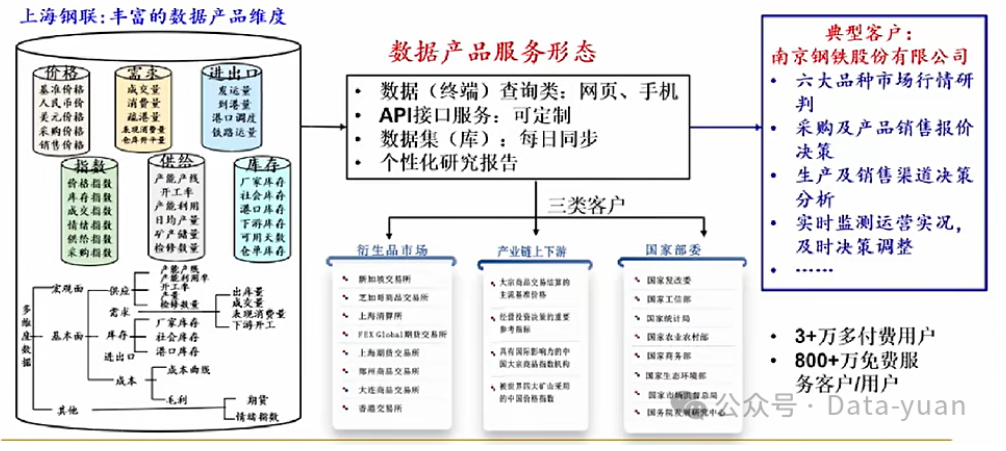 上海钢联:丰富的数据产品维度
价格
基准价格
人民币价
美元价格
采购价格
销售价格
需求
成交量
消费量
疏港量
表现消费量
仓库开平量
进出口
发运量
到港量
港口调度
铁路运量
指数
价格指数
库存指数
成交指数
情绪指数
供给指数
采购指数
供给
产能产线
开工率
产能利用
日均产量
矿产储量
检修数量
库存
厂家库存
社会库存
港口库存
下游库存
可用天数
仓单库存
多维度数据
宏观面
基本面
其他
供应
产能产线
产能利用率
开工率
产量
检修数量
需求
出库量
成交量
表现消费量
下游开工
库存
厂家库存
社会库存
港口库存
进出口
成本
成本曲线
毛利
期货
情绪指数
数据产品服务形态
• 数据（终端）查询类：网页、手机
• API接口服务：可定制
• 数据集（库）：每日同步
• 个性化研究报告
三类客户
衍生品市场
新加坡交易所
芝加哥商品交易所
上海清算所
FEX Global期货交易所
上海期货交易所
郑州商品交易所
大连商品交易所
香港交易所
产业链上下游
大宗商品交易结算的
主流基准价格
经营投资决策的重要
参考指标
具有国际影响力的中
国大宗商品指数机构
被世界四大矿山采用
的中国价格指数
国家部委
国家发改委
国家工信部
国家统计局
国家农业农村部
国家商务部
国家生态环境部
国家市场监督总局
国务院发展研究中心
典型客户：
南京钢铁股份有限公司
• 六大品种市场行情研
判
• 采购及产品销售报价
决策
• 生产及销售渠道决策
分析
• 实时监测运营实况，
及时决策调整
• ······
• 3+万多付费用户
• 800+万免费服
务客户/用户
公众号 · Data-yuan